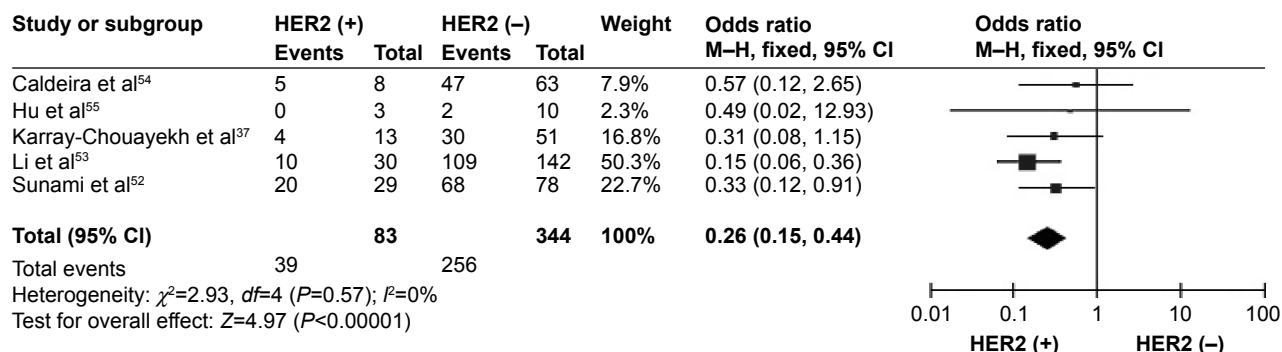 Study or subgroup HER2 (+) HER2 (–) Weight Odds ratio Odds ratio
Events Total Events Total M–H, fixed, 95% CI M–H, fixed, 95% CI
Caldeira et al⁵⁴ 5 8 47 63 7.9% 0.57 (0.12, 2.65)
Hu et al⁵⁵ 0 3 2 10 2.3% 0.49 (0.02, 12.93)
Karray-Chouayekh et al³⁷ 4 13 30 51 16.8% 0.31 (0.08, 1.15)
Li et al⁵³ 10 30 109 142 50.3% 0.15 (0.06, 0.36)
Sunami et al⁵² 20 29 68 78 22.7% 0.33 (0.12, 0.91)
Total (95% CI) 83 344 100% 0.26 (0.15, 0.44)
Total events 39 256
Heterogeneity: χ²=2.93, df=4 (P=0.57); I²=0%
Test for overall effect: Z=4.97 (P<0.00001)
0.01 0.1 1 10 100
HER2 (+) HER2 (–)